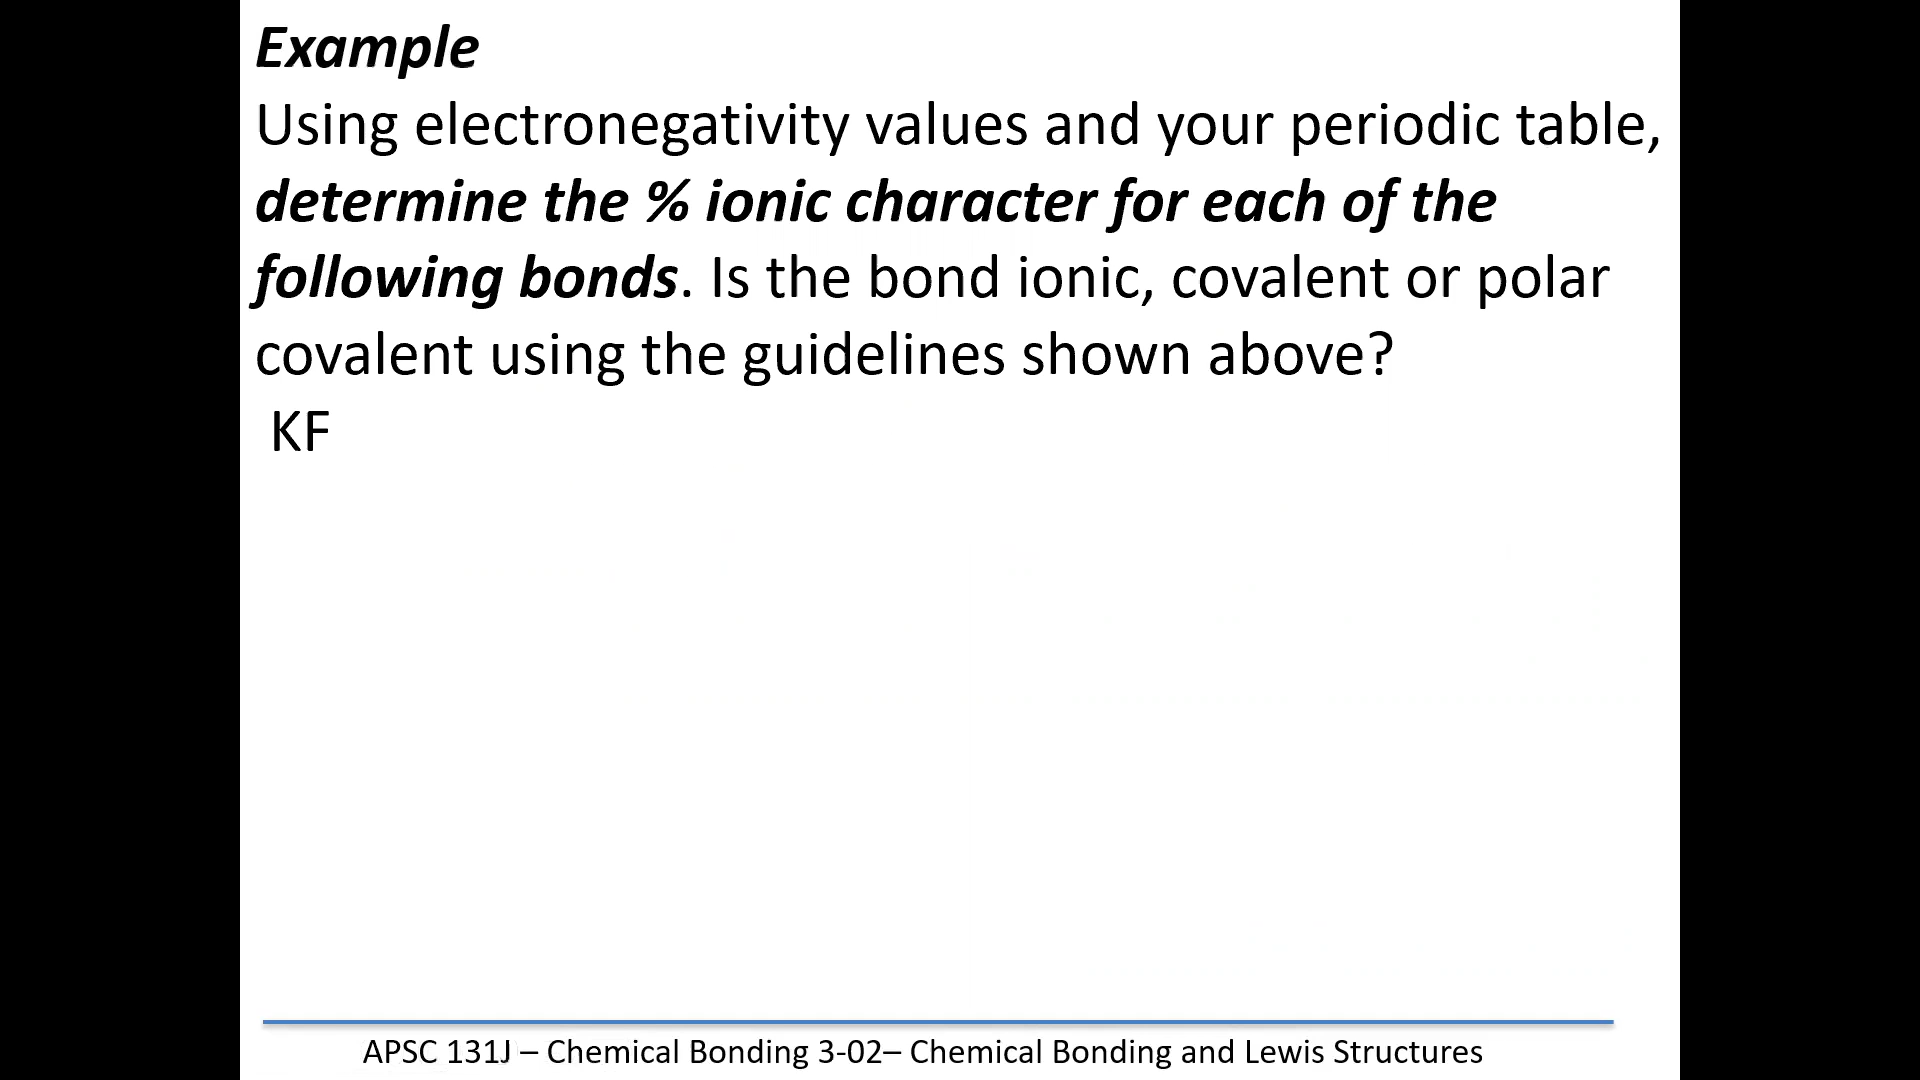 Example
Using electronegativity values and your periodic table,
determine the % ionic character for each of the
following bonds. Is the bond ionic, covalent or polar
covalent using the guidelines shown above?
KF
APSC 131J – Chemical Bonding 3-02– Chemical Bonding and Lewis Structures